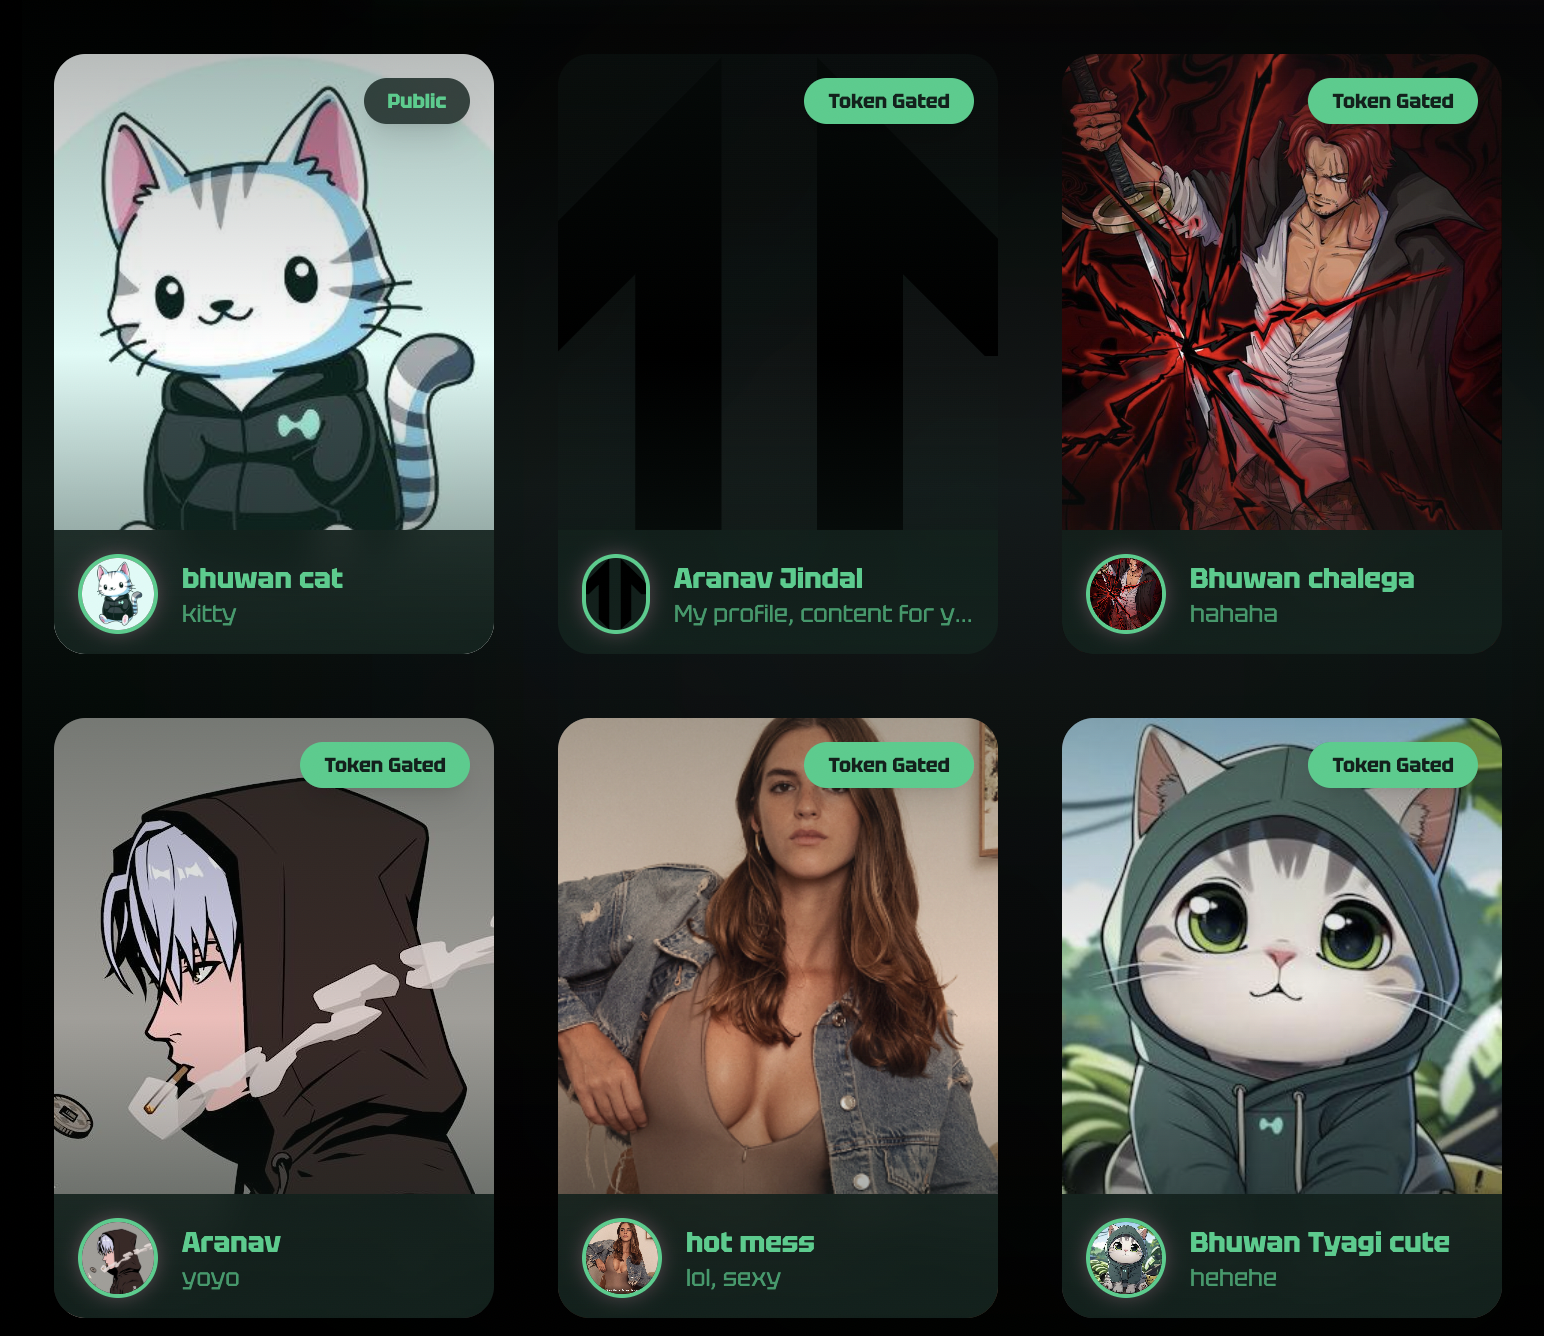 Public
Token Gated
Token Gated
bhuwan cat
kitty
Aranav Jindal
My profile, content for y...
Bhuwan chalega
hahaha
Token Gated
Token Gated
Token Gated
Aranav
yoyo
hot mess
lol, sexy
Bhuwan Tyagi cute
hehehe